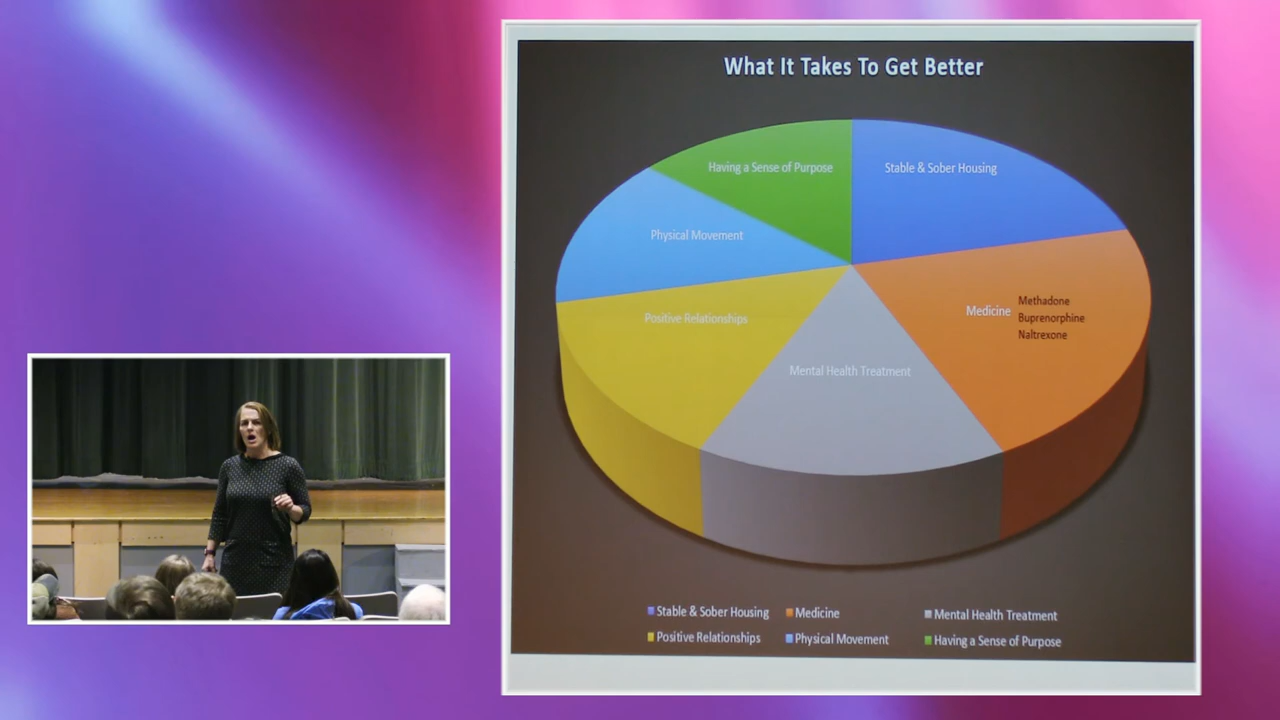 What It Takes To Get Better
Having a Sense of Purpose
Stable & Sober Housing
Physical Movement
Medicine
Methadone
Buprenorphine
Naltrexone
Positive Relationships
Mental Health Treatment
Stable & Sober Housing
Medicine
Mental Health Treatment
Positive Relationships
Physical Movement
Having a Sense of Purpose